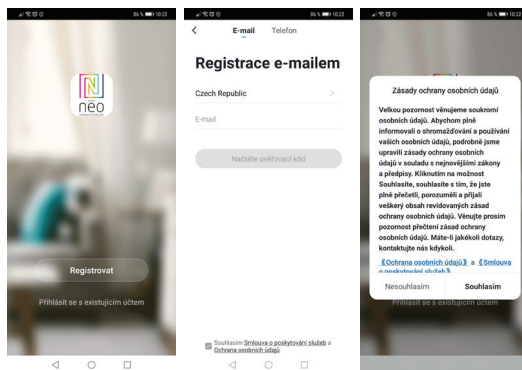 86 % 10:22
nēo
Registrovat
Přihlásit se s existujícím účtem
86 % 10:22
E-mail Telefon
Registrace e-mailem
Czech Republic
E-mail
Načtěte ověřovací kód
Souhlasím Smlouva o poskytování služeb a
Ochrana osobních údajů
86 % 10:22
Zásady ochrany osobních údajů
Velkou pozornost věnujeme soukromí
osobních údajů. Abychom plně
informovali o shromažďování a používání
vašich osobních údajů, podrobně jsme
upravili zásady ochrany osobních
údajů v souladu s nejnovějšími zákony
a předpisy. Kliknutím na možnost
Souhlasíte, souhlasíte s tím, že jste
plně přečetli, porozuměli a přijali
veškerý obsah revidovaných zásad
ochrany osobních údajů. Věnujte prosím
pozornost přečtení zásad ochrany
osobních údajů. Máte-li jakékoli dotazy,
kontaktujte nás kdykoli.
《Ochrana osobních údajů》 a 《Smlouva
o poskytování služeb》
Nesouhlasím Souhlasím
Přihlásit se s existujícím účtem